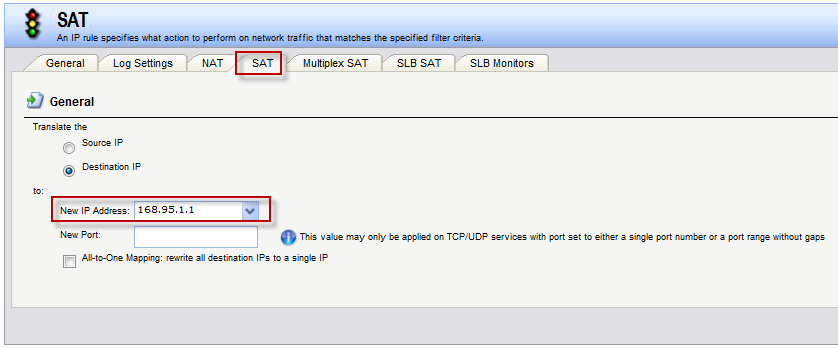 SAT
An IP rule specifies what action to perform on network traffic that matches the specified filter criteria.
General Log Settings NAT SAT Multiplex SAT SLB SAT SLB Monitors
General
Translate the
Source IP
Destination IP
to:
New IP Address: 168.95.1.1
New Port: This value may only be applied on TCP/UDP services with port set to either a single port number or a port range without gaps
All-to-One Mapping: rewrite all destination IPs to a single IP